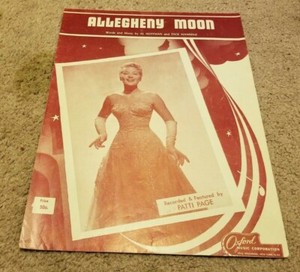 ALLEGHENY MOON
Words and Music by AL HOFFMAN and DICK MANNING
Recorded & Featured by
PATTI PAGE
Oxford
MUSIC CORPORATION